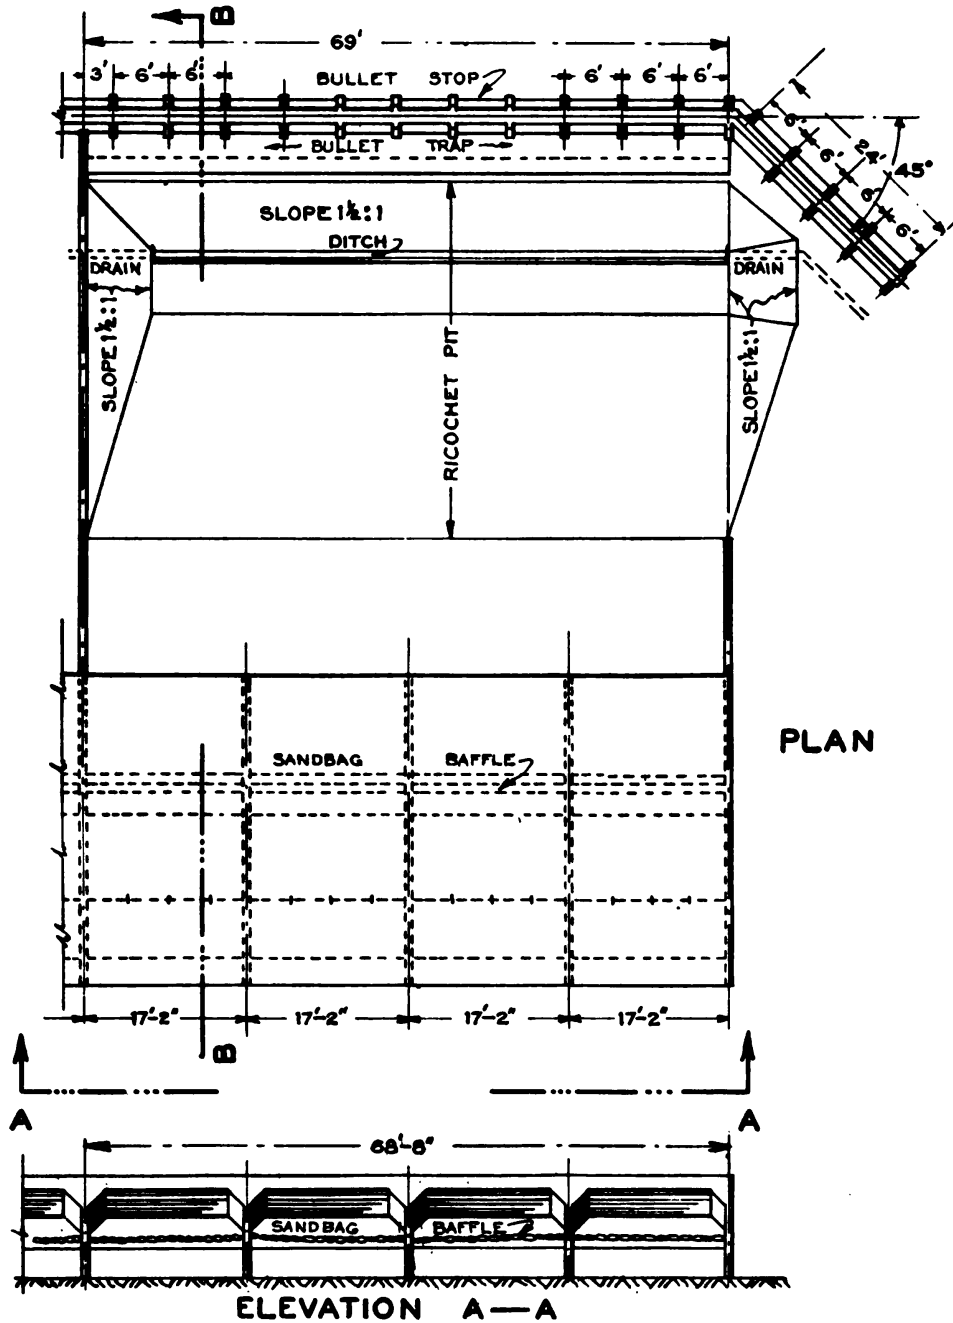 B
69'
3' 6' 6' BULLET STOP 6' 6' 6'
BULLET TRAP
6'
6'
24'
6'
6'
45°
SLOPE 1½:1
DITCH
DRAIN
DRAIN
SLOPE 1½:1
SLOPE 1½:1
RICOCHET PIT
PLAN
SANDBAG BAFFLE
17'-2" 17'-2" 17'-2" 17'-2"
B
A A
68'-8"
SANDBAG BAFFLE
ELEVATION A—A